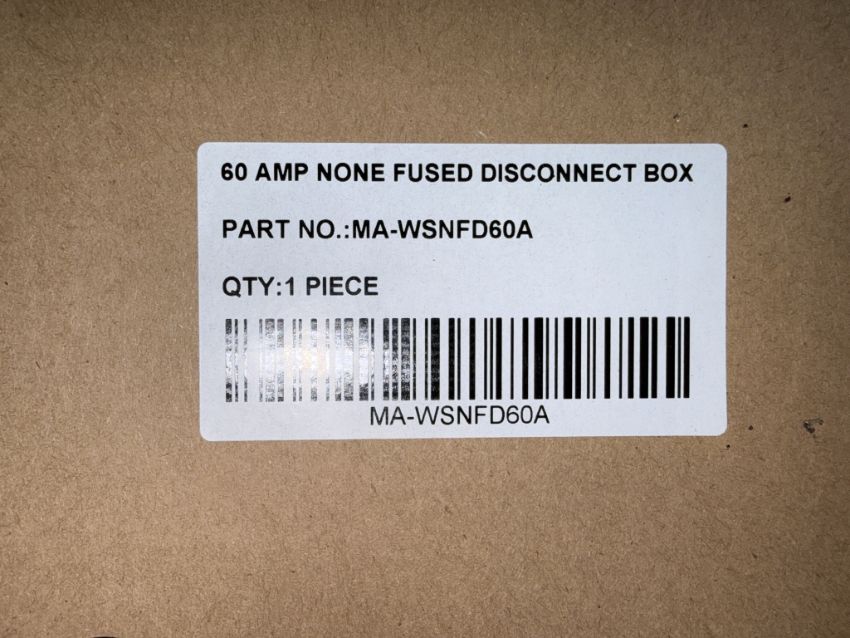 60 AMP NONE FUSED DISCONNECT BOX
PART NO.:MA-WSNFD60A
QTY:1 PIECE
MA-WSNFD60A